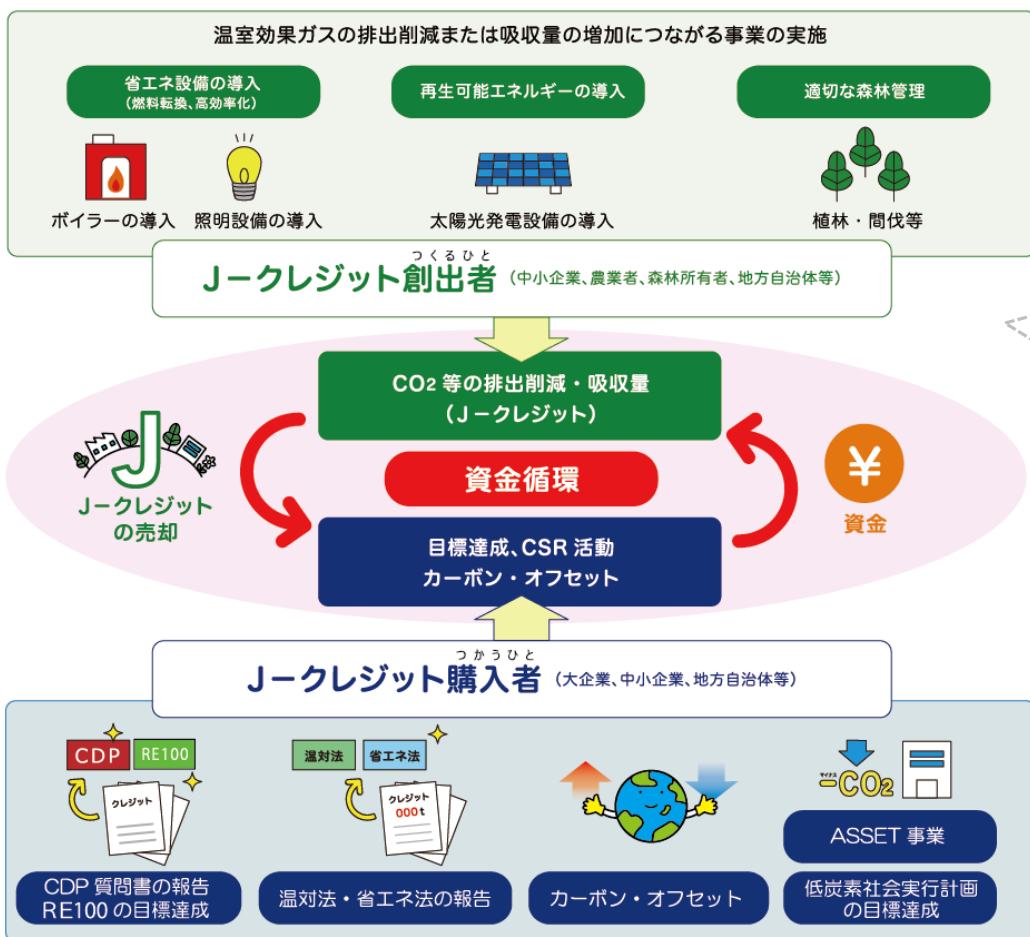 温室効果ガスの排出削減または吸収量の増加につながる事業の実施
省エネ設備の導入
(燃料転換、高効率化)
再生可能エネルギーの導入
適切な森林管理
ボイラーの導入
照明設備の導入
太陽光発電設備の導入
植林・間伐等
つくるひと
Jークレジット創出者 (中小企業、農業者、森林所有者、地方自治体等)
CO2 等の排出削減・吸収量
(Jークレジット)
J
Jークレジット
の売却
資金循環
¥
資金
目標達成、CSR 活動
カーボン・オフセット
つかうひと
Jークレジット購入者 (大企業、中小企業、地方自治体等)
CDP RE100
クレジット
温対法 省エネ法
クレジット
000t
マイナス
-CO2
ASSET 事業
CDP 質問書の報告
RE100 の目標達成
温対法・省エネ法の報告
カーボン・オフセット
低炭素社会実行計画
の目標達成